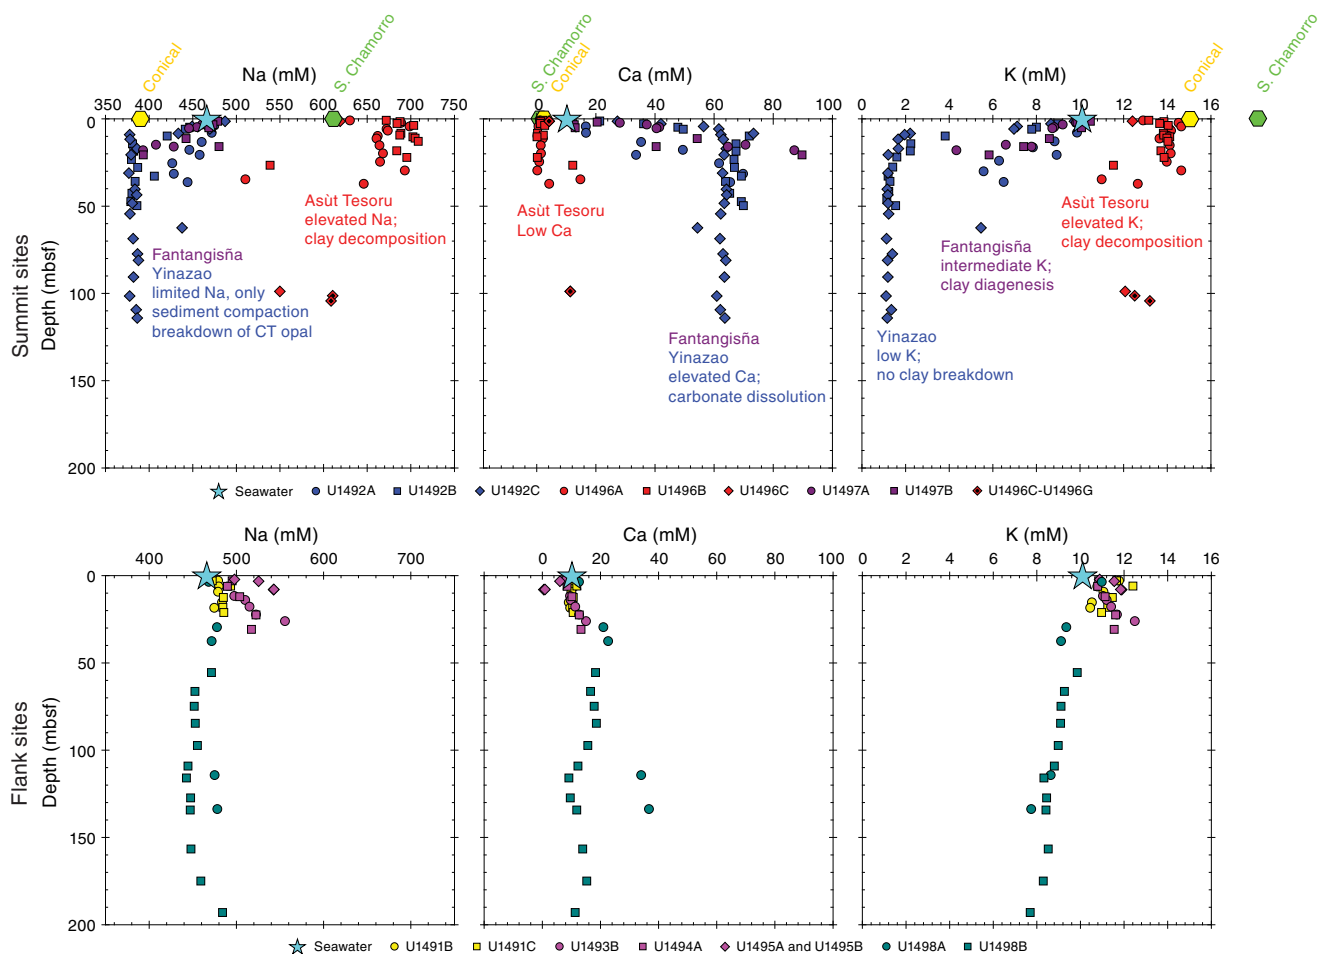 Conical
S. Chamorro
S. Chamorro
Conical
Conical
S. Chamorro
Na (mM)
Ca (mM)
K (mM)
350 400 450 500 550 600 650 700 750
0 20 40 60 80 100
0 2 4 6 8 10 12 14 16
0
50
100
150
200
Summit sites
Depth (mbsf)
Asùt Tesoru
elevated Na;
clay decomposition
Fantangisña
Yinazao
limited Na, only
sediment compaction
breakdown of CT opal
Asùt Tesoru
Low Ca
Fantangisña
Yinazao
elevated Ca;
carbonate dissolution
Asùt Tesoru
elevated K;
clay decomposition
Fantangisña
intermediate K;
clay diagenesis
Yinazao
low K;
no clay breakdown
Seawater U1492A U1492B U1492C U1496A U1496B U1496C U1497A U1497B U1496C-U1496G
Na (mM)
Ca (mM)
K (mM)
400 500 600 700
0 20 40 60 80 100
0 2 4 6 8 10 12 14 16
0
50
100
150
200
Flank sites
Depth (mbsf)
Seawater U1491B U1491C U1493B U1494A U1495A and U1495B U1498A U1498B